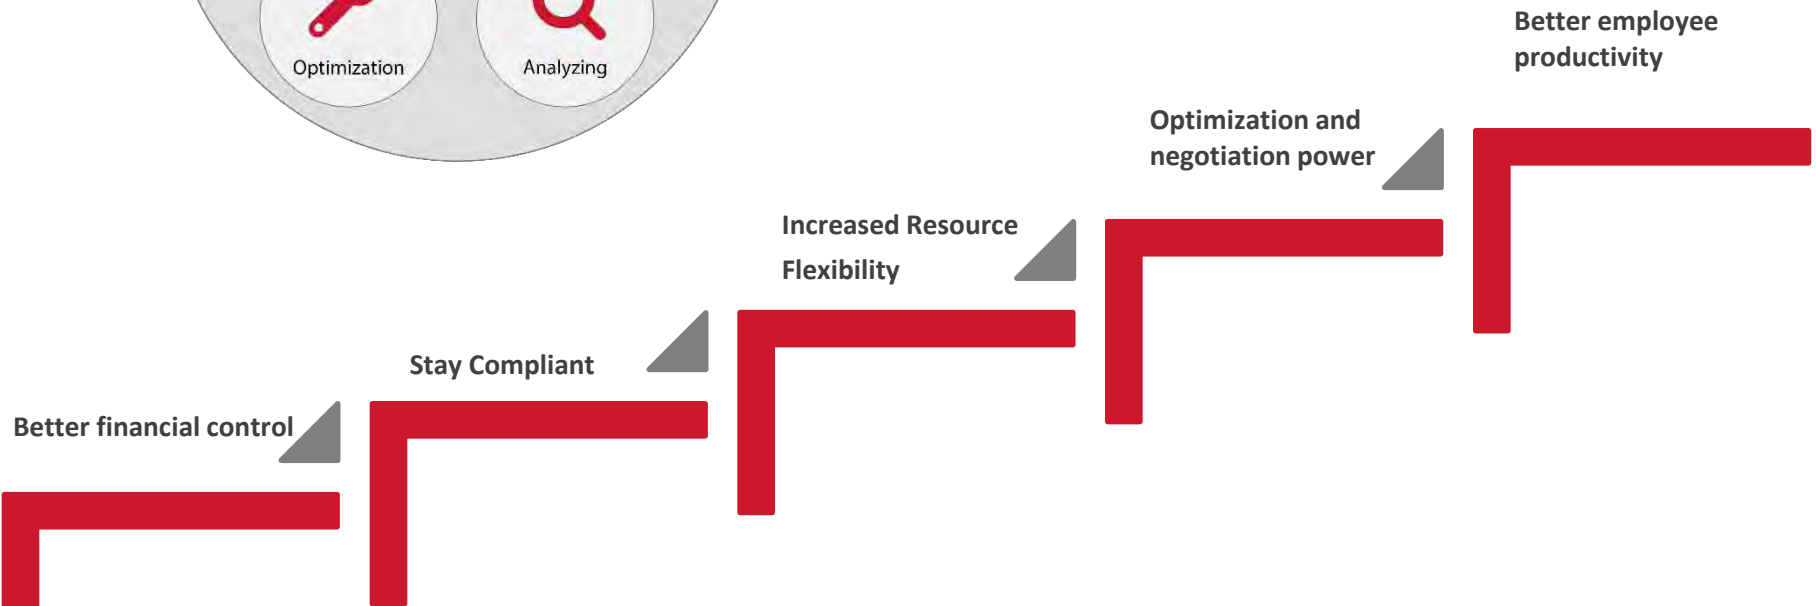 Optimization
Analyzing
Better employee
productivity
Optimization and
negotiation power
Increased Resource
Flexibility
Stay Compliant
Better financial control